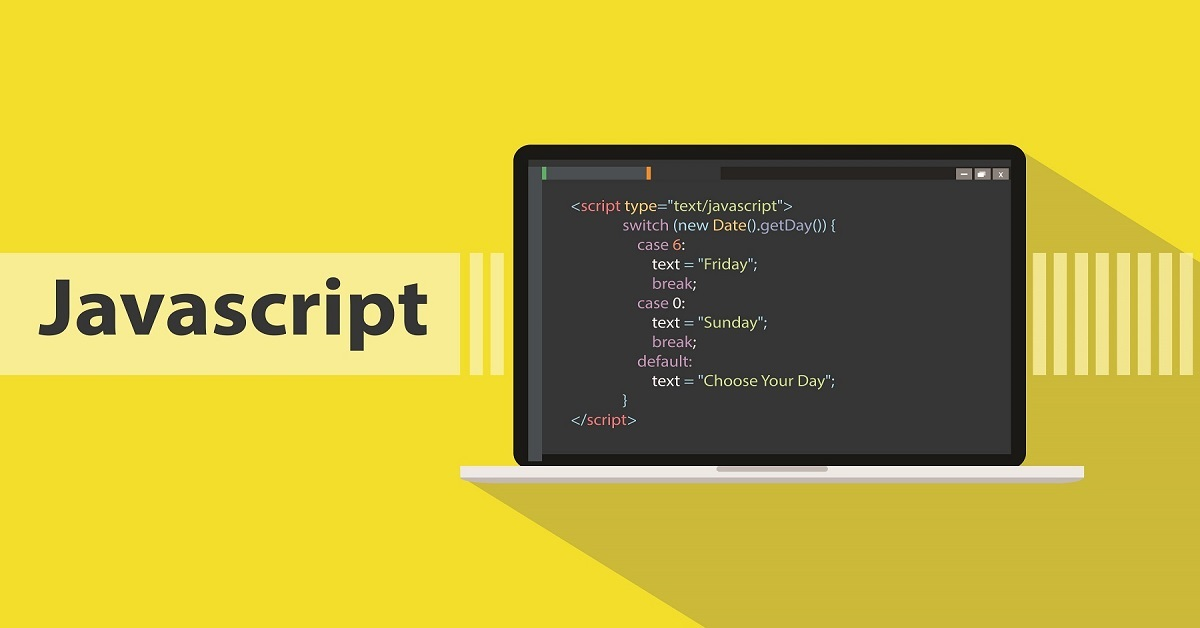 Javascript
x
<script type="text/javascript">
switch (new Date().getDay()) {
case 6:
text = "Friday";
break;
case 0:
text = "Sunday";
break;
default:
text = "Choose Your Day";
}
</script>